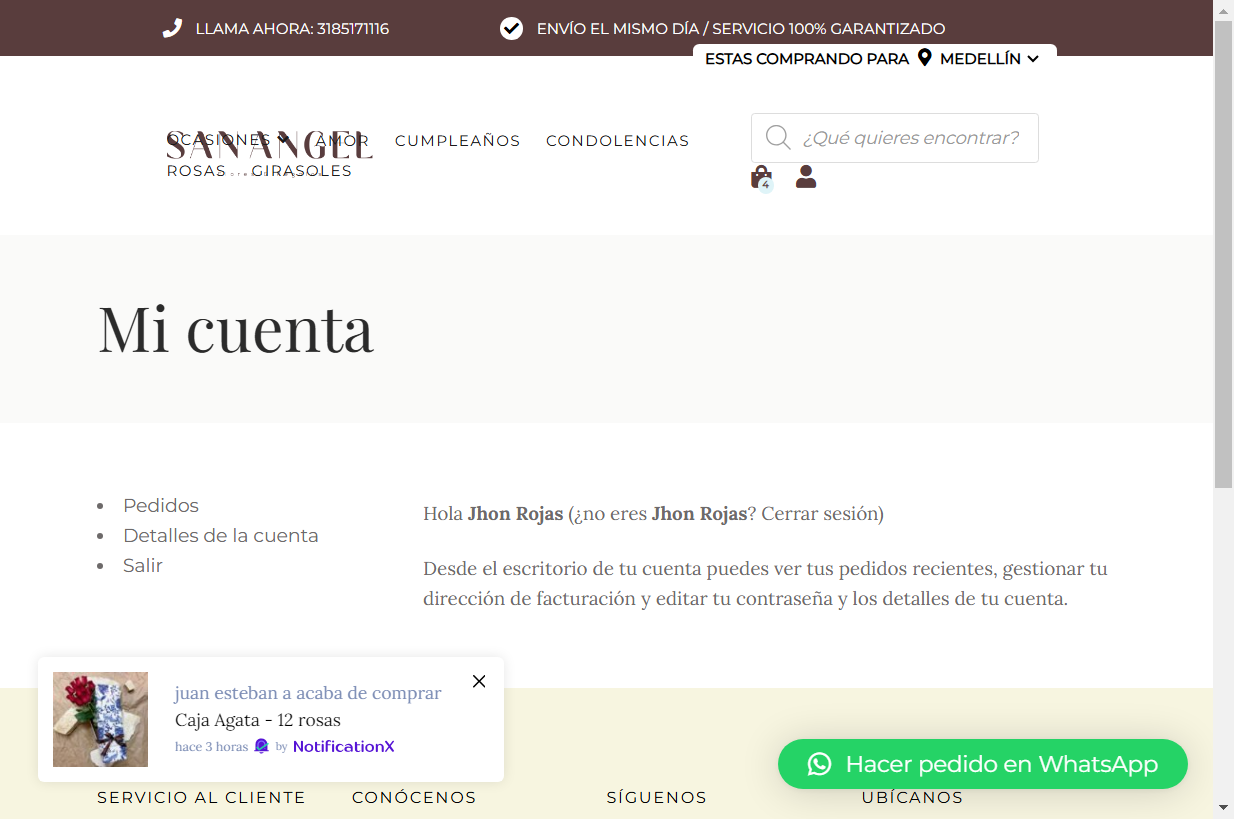 LLAMA AHORA: 3185171116
ENVÍO EL MISMO DÍA / SERVICIO 100% GARANTIZADO
ESTAS COMPRANDO PARA MEDELLÍN
SAN ANGEL
OCASIONES
AMOR
CUMPLEAÑOS
CONDOLENCIAS
ROSAS
GIRASOLES
¿Qué quieres encontrar?
4
Mi cuenta
Pedidos
Detalles de la cuenta
Salir
Hola Jhon Rojas (¿no eres Jhon Rojas? Cerrar sesión)
Desde el escritorio de tu cuenta puedes ver tus pedidos recientes, gestionar tu
dirección de facturación y editar tu contraseña y los detalles de tu cuenta.
juan esteban a acaba de comprar
Caja Agata - 12 rosas
hace 3 horas by NotificationX
Hacer pedido en WhatsApp
SERVICIO AL CLIENTE
CONÓCENOS
SÍGUENOS
UBÍCANOS